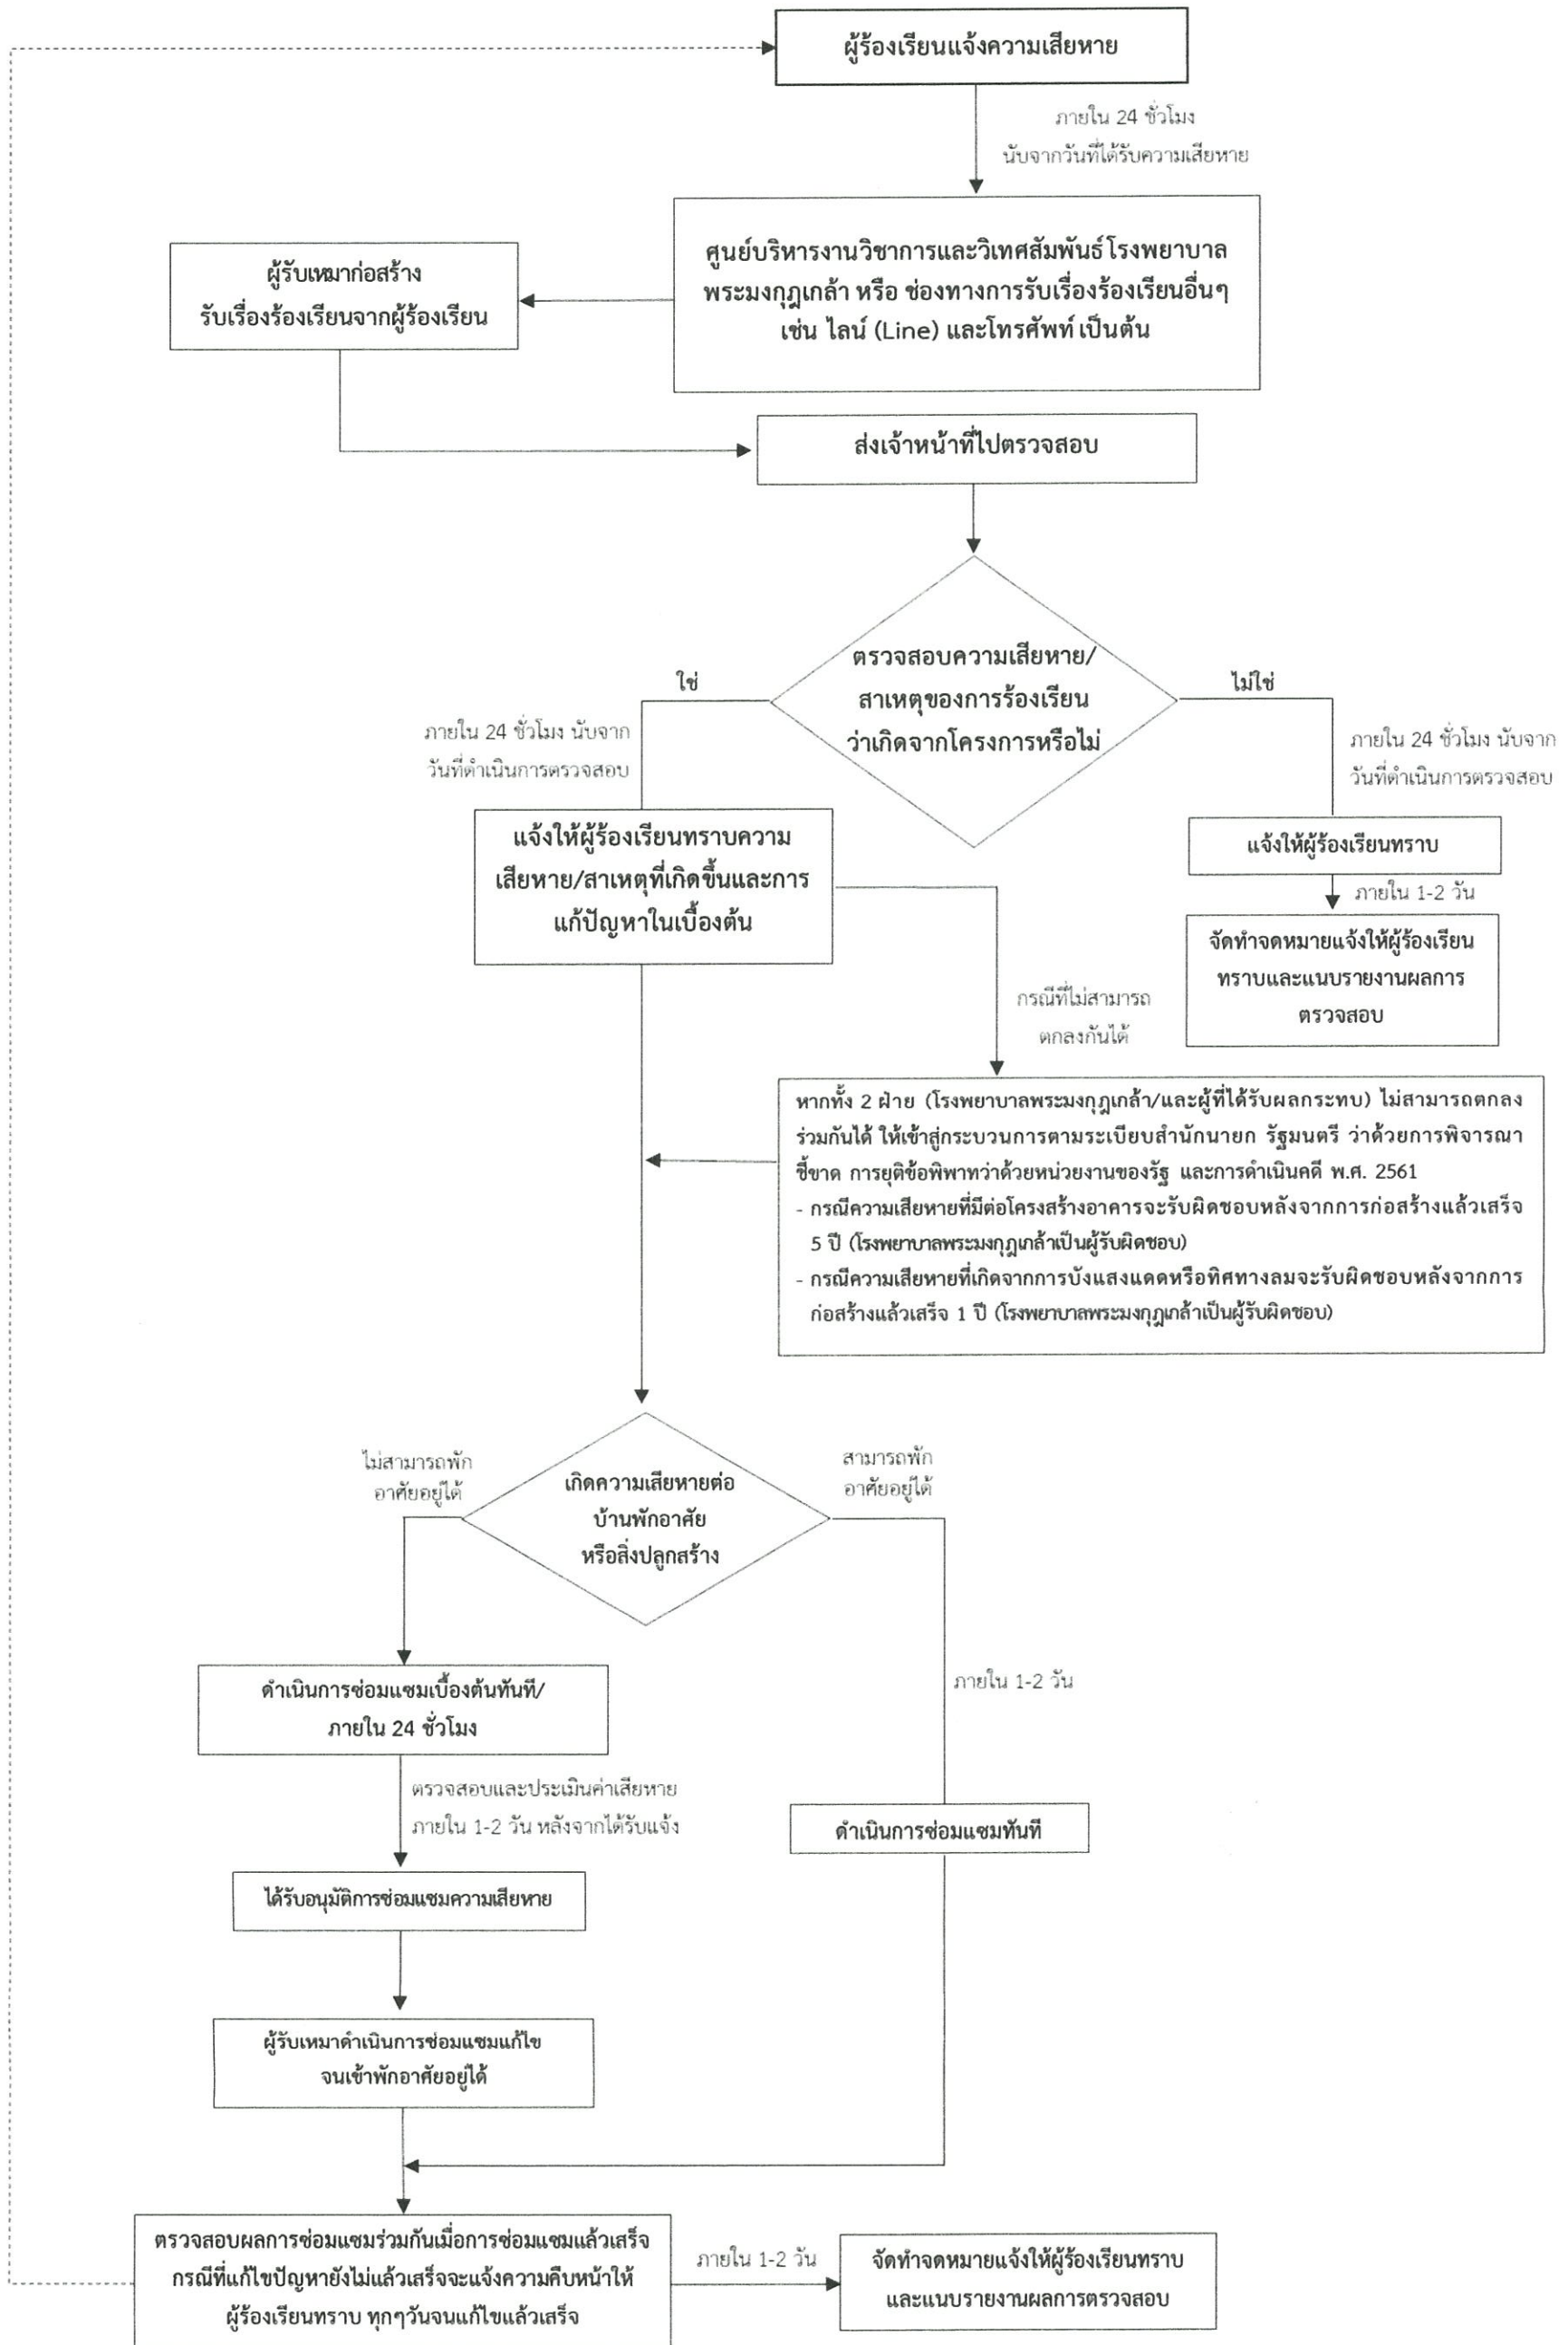 ผู้ร้องเรียนแจ้งความเสียหาย
ภายใน 24 ชั่วโมง
นับจากวันที่ได้รับความเสียหาย
ศูนย์บริหารงานวิชาการและวิเทศสัมพันธ์ โรงพยาบาล
พระมงกุฎเกล้า หรือ ช่องทางการรับเรื่องร้องเรียนอื่นๆ
เช่น ไลน์ (Line) และโทรศัพท์ เป็นต้น
ผู้รับเหมาก่อสร้าง
รับเรื่องร้องเรียนจากผู้ร้องเรียน
ส่งเจ้าหน้าที่ไปตรวจสอบ
ตรวจสอบความเสียหาย/
สาเหตุของการร้องเรียน
ว่าเกิดจากโครงการหรือไม่
ใช่
ไม่ใช่
ภายใน 24 ชั่วโมง นับจาก
วันที่ดำเนินการตรวจสอบ
ภายใน 24 ชั่วโมง นับจาก
วันที่ดำเนินการตรวจสอบ
แจ้งให้ผู้ร้องเรียนทราบความ
เสียหาย/สาเหตุที่เกิดขึ้นและการ
แก้ปัญหาในเบื้องต้น
แจ้งให้ผู้ร้องเรียนทราบ
ภายใน 1-2 วัน
จัดทำจดหมายแจ้งให้ผู้ร้องเรียน
ทราบและแนบรายงานผลการ
ตรวจสอบ
กรณีที่ไม่สามารถ
ตกลงกันได้
หากทั้ง 2 ฝ่าย (โรงพยาบาลพระมงกุฎเกล้า/และผู้ที่ได้รับผลกระทบ) ไม่สามารถตกลง
ร่วมกันได้ ให้เข้าสู่กระบวนการตามระเบียบสำนักนายก รัฐมนตรี ว่าด้วยการพิจารณา
ชี้ขาด การยุติข้อพิพาทว่าด้วยหน่วยงานของรัฐ และการดำเนินคดี พ.ศ. 2561
- กรณีความเสียหายที่มีต่อโครงสร้างอาคารจะรับผิดชอบหลังจากการก่อสร้างแล้วเสร็จ
5 ปี (โรงพยาบาลพระมงกุฎเกล้าเป็นผู้รับผิดชอบ)
- กรณีความเสียหายที่เกิดจากการบังแสงแดดหรือทิศทางลมจะรับผิดชอบหลังจากการ
ก่อสร้างแล้วเสร็จ 1 ปี (โรงพยาบาลพระมงกุฎเกล้าเป็นผู้รับผิดชอบ)
ไม่สามารถพัก
อาศัยอยู่ได้
สามารถพัก
อาศัยอยู่ได้
เกิดความเสียหายต่อ
บ้านพักอาศัย
หรือสิ่งปลูกสร้าง
ดำเนินการซ่อมแซมเบื้องต้นทันที/
ภายใน 24 ชั่วโมง
ภายใน 1-2 วัน
ตรวจสอบและประเมินค่าเสียหาย
ภายใน 1-2 วัน หลังจากได้รับแจ้ง
ดำเนินการซ่อมแซมทันที
ได้รับอนุมัติการซ่อมแซมความเสียหาย
ผู้รับเหมาดำเนินการซ่อมแซมแก้ไข
จนเข้าพักอาศัยอยู่ได้
ตรวจสอบผลการซ่อมแซมร่วมกันเมื่อการซ่อมแซมแล้วเสร็จ
กรณีที่แก้ไขปัญหายังไม่แล้วเสร็จจะแจ้งความคืบหน้าให้
ผู้ร้องเรียนทราบ ทุกๆวันจนแก้ไขแล้วเสร็จ
ภายใน 1-2 วัน
จัดทำจดหมายแจ้งให้ผู้ร้องเรียนทราบ
และแนบรายงานผลการตรวจสอบ